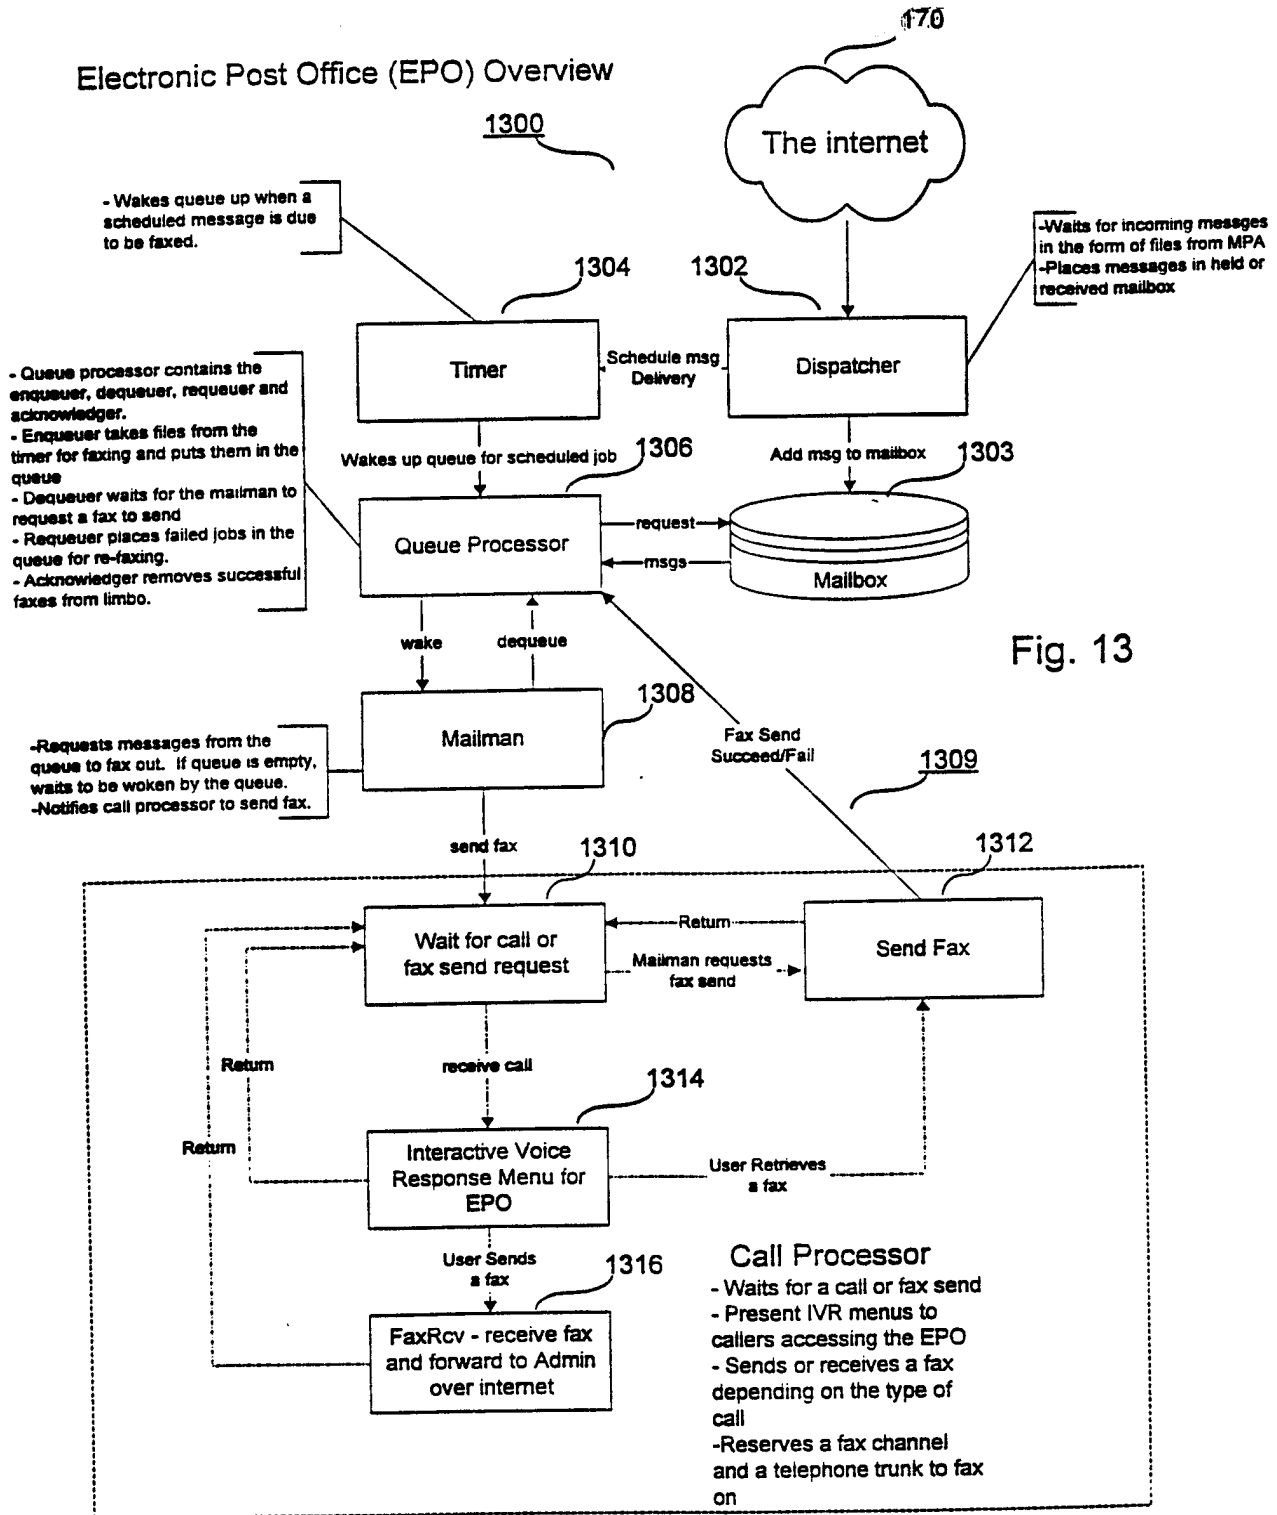 170
Electronic Post Office (EPO) Overview
1300
The internet
- Wakes queue up when a
scheduled message is due
to be faxed.
-Waits for incoming messges
in the form of files from MPA
-Places messages in held or
received mailbox
1304
1302
Timer
Schedule msg
Delivery
Dispatcher
- Queue processor contains the
enqueuer, dequeuer, requeuer and
acknowledger.
- Enqueuer takes files from the
timer for faxing and puts them in the
queue
- Dequeuer waits for the mailman to
request a fax to send
- Requeuer places failed jobs in the
queue for re-faxing.
- Acknowledger removes successful
faxes from limbo.
Wakes up queue for scheduled job
1306
Add msg to mailbox
1303
Queue Processor
request
msgs
Mailbox
wake
dequeue
Fig. 13
1308
Mailman
-Requests messages from the
queue to fax out. If queue is empty,
waits to be woken by the queue.
-Notifies call processor to send fax.
Fax Send
Succeed/Fail
1309
send fax
1310
1312
Wait for call or
fax send request
Return
Mailman requests
fax send
Send Fax
Return
receive call
1314
Return
Interactive Voice
Response Menu for
EPO
User Retrieves
a fax
User Sends
a fax
1316
FaxRcv - receive fax
and forward to Admin
over internet
Call Processor
- Waits for a call or fax send
- Present IVR menus to
callers accessing the EPO
- Sends or receives a fax
depending on the type of
call
-Reserves a fax channel
and a telephone trunk to fax
on